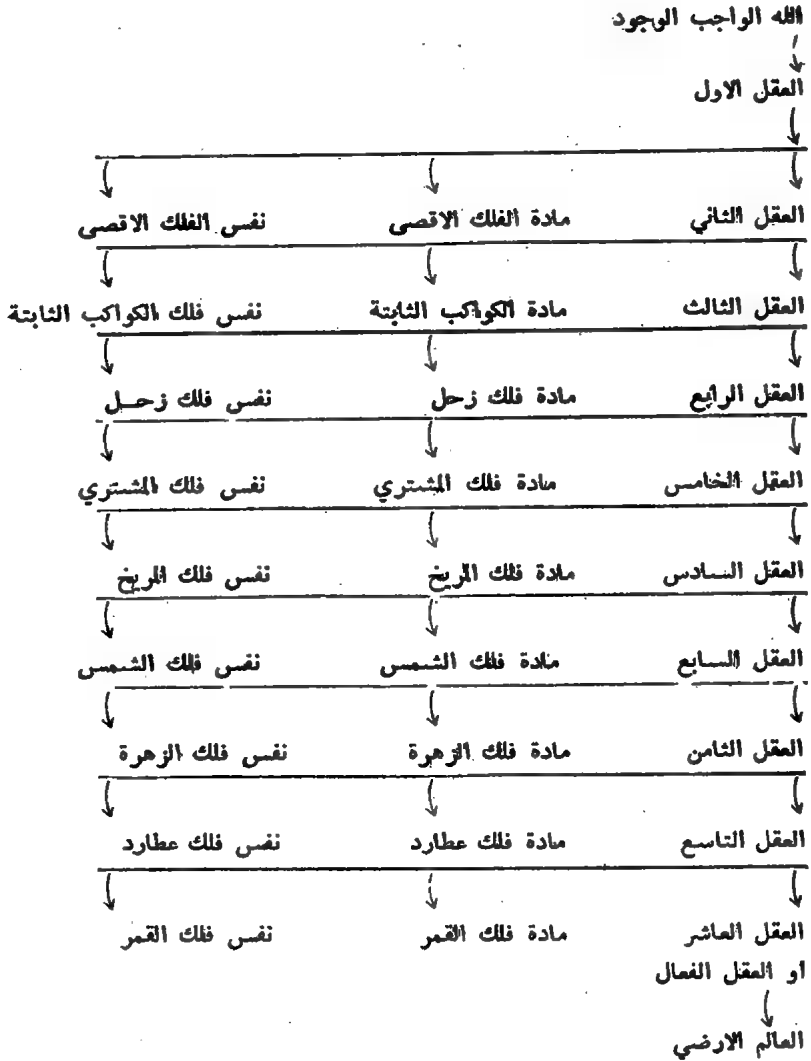 الله الواجب الوجود
العقل الاول
العقل الثاني مادة الفلك الاقصى نفس الفلك الاقصى
العقل الثالث مادة الكواكب الثابتة نفس فلك الكواكب الثابتة
العقل الرابع مادة فلك زحل نفس فلك زحـل
العقل الخامس مادة فلك المشتري نفس فلك المشتري
العقل السادس مادة فلك المريخ نفس فلك المريخ
العقل السابع مادة فلك الشمس نفس فلك الشمس
العقل الثامن مادة فلك الزهرة نفس فلك الزهرة
العقل التاسع مادة فلك عطارد نفس فلك عطارد
العقل العاشر مادة فلك القمر نفس فلك القمر
او العقل الفعال
العالم الارضي